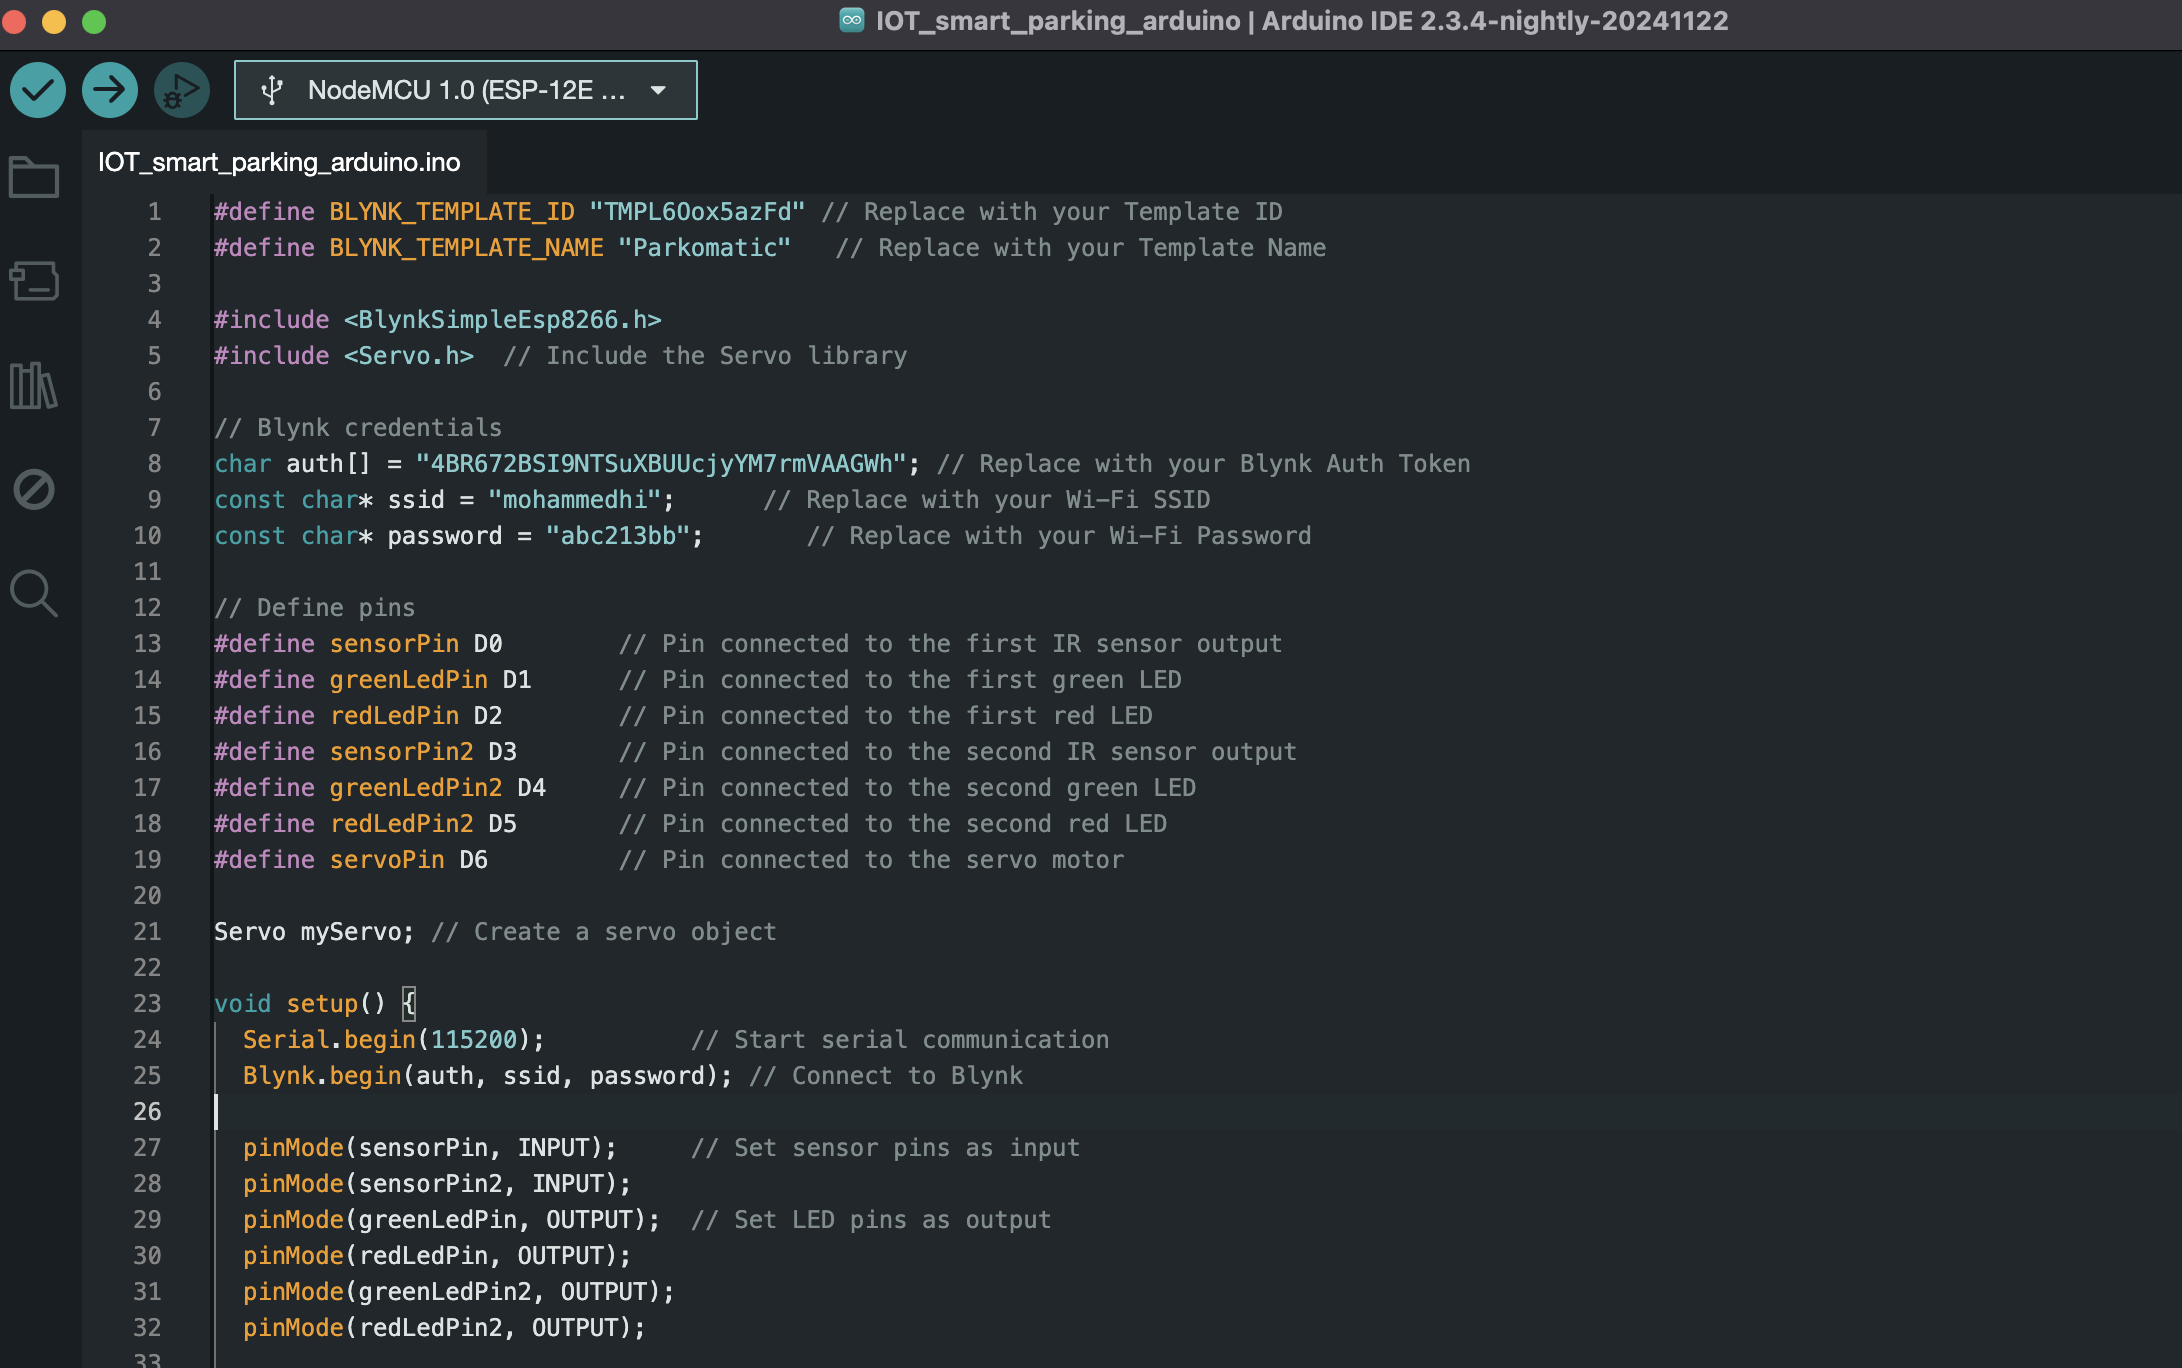 IOT_smart_parking_arduino | Arduino IDE 2.3.4-nightly-20241122
NodeMCU 1.0 (ESP-12E ...
IOT_smart_parking_arduino.ino
1 #define BLYNK_TEMPLATE_ID "TMPL6Oox5azFd" // Replace with your Template ID
2 #define BLYNK_TEMPLATE_NAME "Parkomatic"   // Replace with your Template Name
3
4 #include <BlynkSimpleEsp8266.h>
5 #include <Servo.h>  // Include the Servo library
6
7 // Blynk credentials
8 char auth[] = "4BR672BSI9NTSuXBUUcjyYM7rmVAAGWh"; // Replace with your Blynk Auth Token
9 const char* ssid = "mohammedhi";      // Replace with your Wi-Fi SSID
10 const char* password = "abc213bb";       // Replace with your Wi-Fi Password
11
12 // Define pins
13 #define sensorPin D0        // Pin connected to the first IR sensor output
14 #define greenLedPin D1      // Pin connected to the first green LED
15 #define redLedPin D2        // Pin connected to the first red LED
16 #define sensorPin2 D3       // Pin connected to the second IR sensor output
17 #define greenLedPin2 D4     // Pin connected to the second green LED
18 #define redLedPin2 D5       // Pin connected to the second red LED
19 #define servoPin D6         // Pin connected to the servo motor
20
21 Servo myServo; // Create a servo object
22
23 void setup() {
24   Serial.begin(115200);          // Start serial communication
25   Blynk.begin(auth, ssid, password); // Connect to Blynk
26
27   pinMode(sensorPin, INPUT);     // Set sensor pins as input
28   pinMode(sensorPin2, INPUT);
29   pinMode(greenLedPin, OUTPUT);  // Set LED pins as output
30   pinMode(redLedPin, OUTPUT);
31   pinMode(greenLedPin2, OUTPUT);
32   pinMode(redLedPin2, OUTPUT);
33